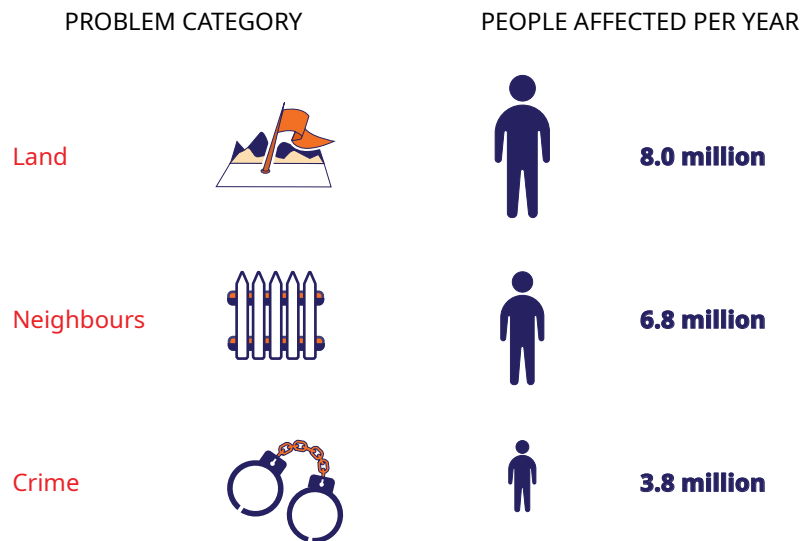 PROBLEM CATEGORY PEOPLE AFFECTED PER YEAR
Land 8.0 million
Neighbours 6.8 million
Crime 3.8 million